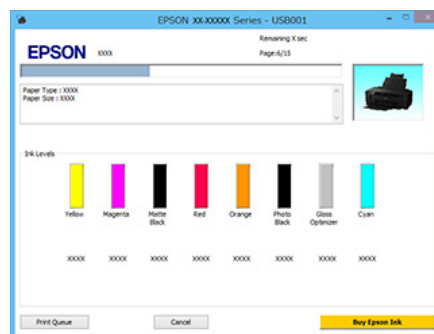 EPSON XX-XXXXX Series - USB001
Remaining X sec
EPSON XXXX Page:6/15
Paper Type : XXXX
Paper Size : XXXX
Ink Levels
Yellow Magenta Matte Black Red Orange Photo Black Gloss Optimizer Cyan
XXXX XXXX XXXX XXXX XXXX XXXX XXXX XXXX
Print Queue Cancel Buy Epson Ink